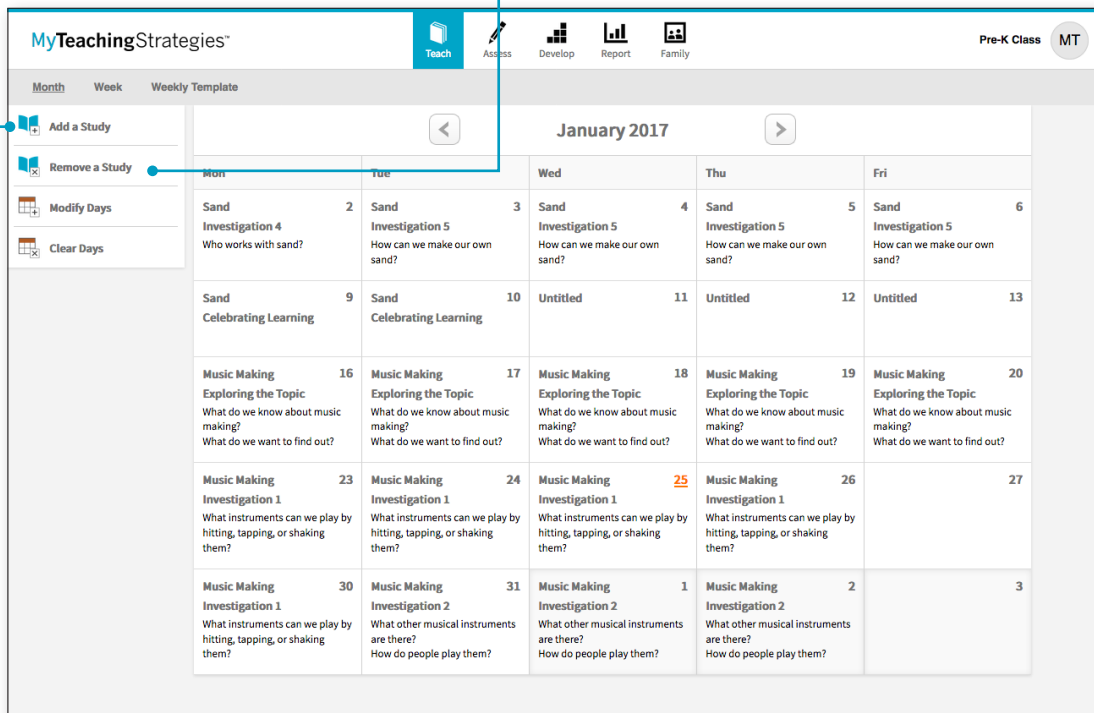 MyTeachingStrategies™
Teach
Assess
Develop
Report
Family
Pre-K Class
MT
Month
Week
Weekly Template
Add a Study
Remove a Study
Modify Days
Clear Days
January 2017
Mon
Tue
Wed
Thu
Fri
Sand 2
Investigation 4
Who works with sand?
Sand 3
Investigation 5
How can we make our own
sand?
Sand 4
Investigation 5
How can we make our own
sand?
Sand 5
Investigation 5
How can we make our own
sand?
Sand 6
Investigation 5
How can we make our own
sand?
Sand 9
Celebrating Learning
Sand 10
Celebrating Learning
Untitled 11
Untitled 12
Untitled 13
Music Making 16
Exploring the Topic
What do we know about music
making?
What do we want to find out?
Music Making 17
Exploring the Topic
What do we know about music
making?
What do we want to find out?
Music Making 18
Exploring the Topic
What do we know about music
making?
What do we want to find out?
Music Making 19
Exploring the Topic
What do we know about music
making?
What do we want to find out?
Music Making 20
Exploring the Topic
What do we know about music
making?
What do we want to find out?
Music Making 23
Investigation 1
What instruments can we play by
hitting, tapping, or shaking
them?
Music Making 24
Investigation 1
What instruments can we play by
hitting, tapping, or shaking
them?
Music Making 25
Investigation 1
What instruments can we play by
hitting, tapping, or shaking
them?
Music Making 26
Investigation 1
What instruments can we play by
hitting, tapping, or shaking
them?
27
Music Making 30
Investigation 1
What instruments can we play by
hitting, tapping, or shaking
them?
Music Making 31
Investigation 2
What other musical instruments
are there?
How do people play them?
Music Making 1
Investigation 2
What other musical instruments
are there?
How do people play them?
Music Making 2
Investigation 2
What other musical instruments
are there?
How do people play them?
3